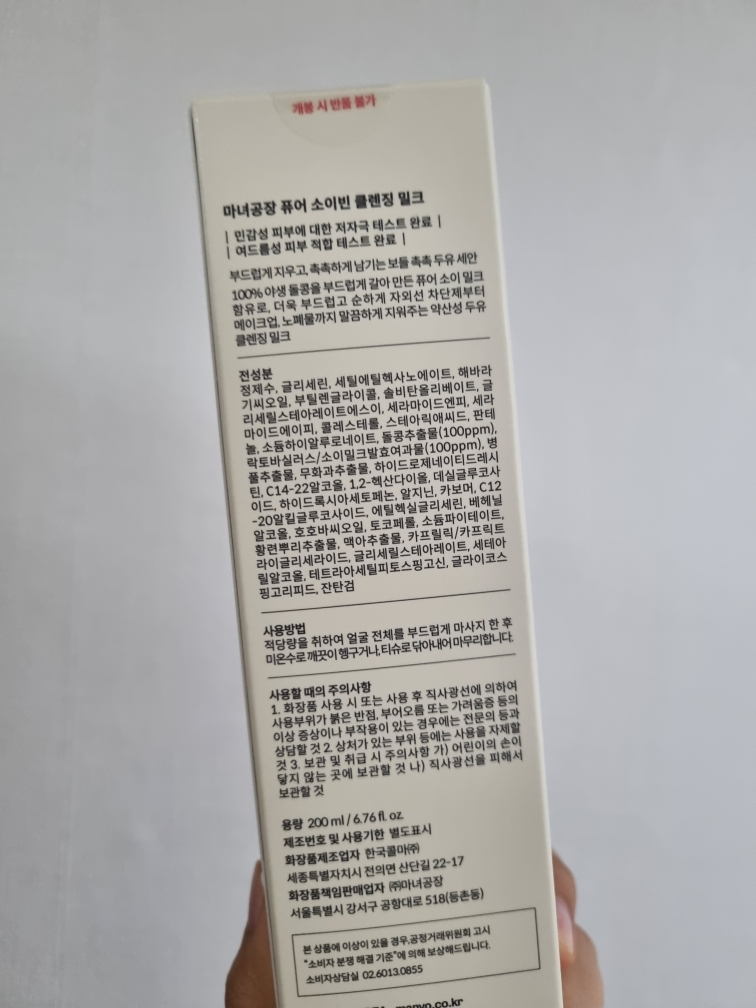 개봉 시 반품 불가
마녀공장 퓨어 소이빈 클렌징 밀크
| 민감성 피부에 대한 저자극 테스트 완료 |
| 여드름성 피부 적합 테스트 완료 |
부드럽게 지우고, 촉촉하게 남기는 보들 촉촉 두유 세안
100% 야생 돌콩을 부드럽게 갈아 만든 퓨어 소이 밀크
함유로, 더욱 부드럽고 순하게 자외선 차단제부터
메이크업, 노폐물까지 말끔하게 지워주는 약산성 두유
클렌징 밀크
전성분
정제수, 글리세린, 세틸에틸헥사노에이트, 해바라
기씨오일, 부틸렌글라이콜, 솔비탄올리베이트, 글
리세릴스테아레이트에스이, 세라마이드엔피, 세라
마이드에이피, 콜레스테롤, 스테아릭애씨드, 판테
놀, 소듐하이알루로네이트, 돌콩추출물(100ppm),
락토바실러스/소이밀크발효여과물(100ppm), 병
풀추출물, 무화과추출물, 하이드로제네이티드레시
틴, C14-22알코올, 1,2-헥산다이올, 데실글루코사
이드, 하이드록시아세토페논, 알지닌, 카보머, C12
-20알킬글루코사이드, 에틸헥실글리세린, 베헤닐
알코올, 호호바씨오일, 토코페롤, 소듐파이테이트,
황련뿌리추출물, 맥아추출물, 카프릴릭/카프릭트
라이글리세라이드, 글리세릴스테아레이트, 세테아
릴알코올, 테트라아세틸피토스핑고신, 글라이코스
핑고리피드, 잔탄검
사용방법
적당량을 취하여 얼굴 전체를 부드럽게 마사지 한 후
미온수로 깨끗이 헹구거나, 티슈로 닦아내어 마무리합니다.
사용할 때의 주의사항
1. 화장품 사용 시 또는 사용 후 직사광선에 의하여
사용부위가 붉은 반점, 부어오름 또는 가려움증 등의
이상 증상이나 부작용이 있는 경우에는 전문의 등과
상담할 것 2. 상처가 있는 부위 등에는 사용을 자제할
것 3. 보관 및 취급 시 주의사항 가) 어린이의 손이
닿지 않는 곳에 보관할 것 나) 직사광선을 피해서
보관할 것
용량 200 ml / 6.76 fl. oz.
제조번호 및 사용기한 별도표시
화장품제조업자 한국콜마㈜
세종특별자치시 전의면 산단길 22-17
화장품책임판매업자 ㈜마녀공장
서울특별시 강서구 공항대로 518(등촌동)
본 상품에 이상이 있을 경우, 공정거래위원회 고시
"소비자 분쟁 해결 기준"에 의해 보상해드립니다.
소비자상담실 02.6013.0855
manyo.co.kr